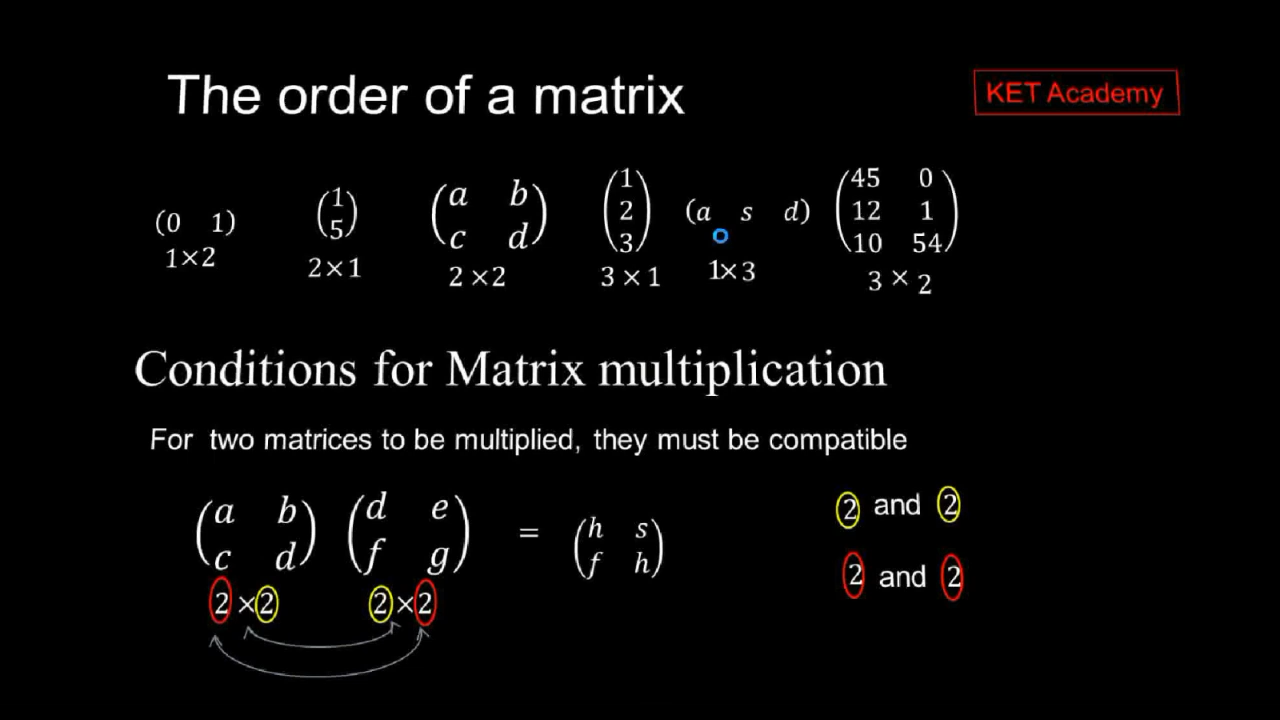 The order of a matrix
KET Academy
(0 1)
1×2
(1
5)
2×1
(a b
c d)
2×2
(1
2
3)
3×1
(a s d)
1×3
(45 0
12 1
10 54)
3 × 2
Conditions for Matrix multiplication
For two matrices to be multiplied, they must be compatible
(a b
c d)
2×2
(d e
f g)
2×2
=
(h s
f h)
2 and 2
2 and 2